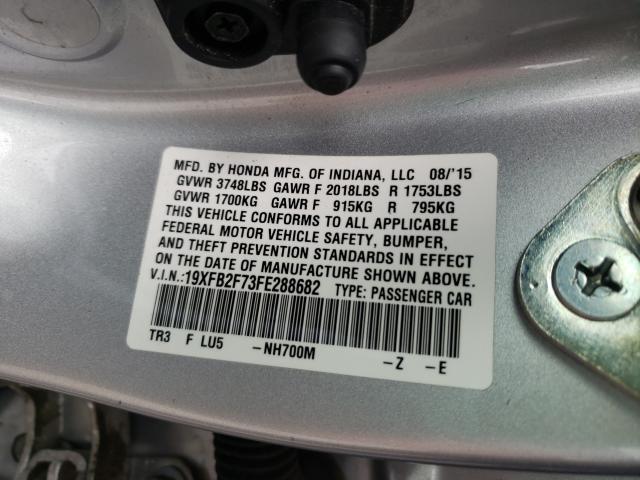 MFD. BY HONDA MFG. OF INDIANA, LLC 08/'15
GVWR 3748LBS GAWR F 2018LBS R 1753LBS
GVWR 1700KG GAWR F 915KG R 795KG
THIS VEHICLE CONFORMS TO ALL APPLICABLE
FEDERAL MOTOR VEHICLE SAFETY, BUMPER,
AND THEFT PREVENTION STANDARDS IN EFFECT
ON THE DATE OF MANUFACTURE SHOWN ABOVE.
V.I.N.:19XFB2F73FE288682 TYPE: PASSENGER CAR
TR3 F LU5 -NH700M -Z -E